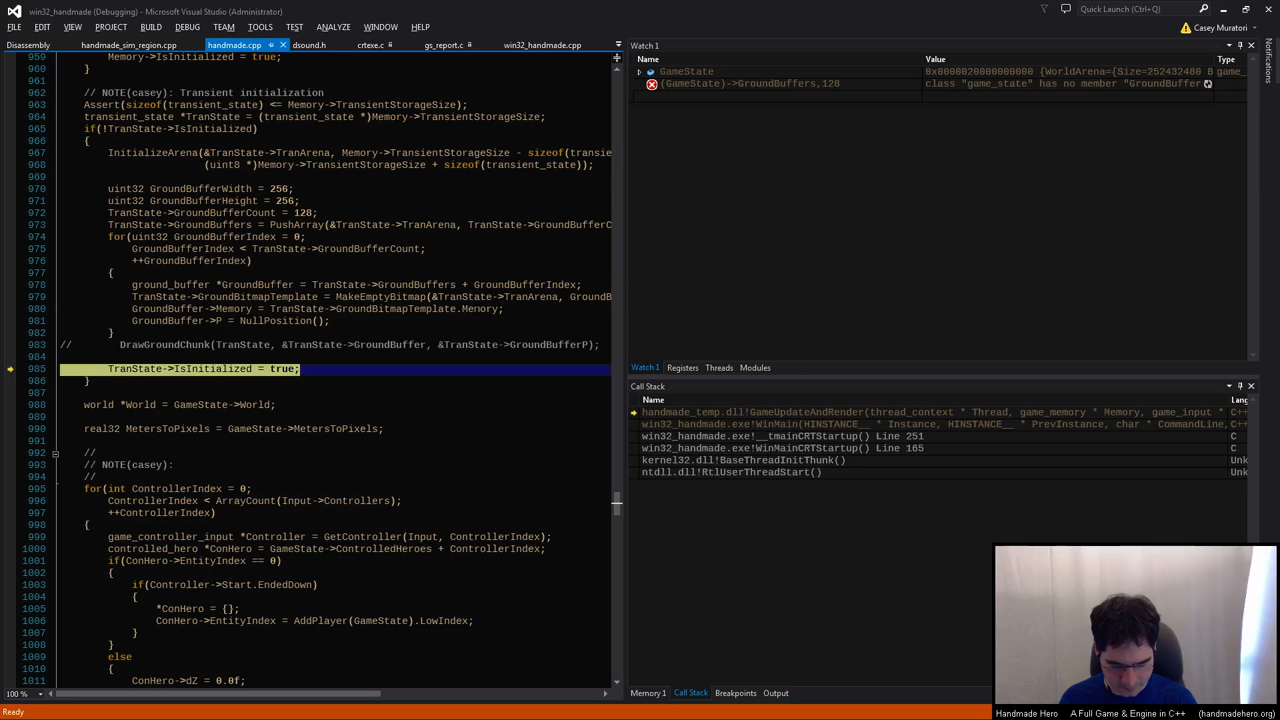 win32_handmade (Debugging) - Microsoft Visual Studio (Administrator)
Quick Launch (Ctrl+Q)
FILE EDIT VIEW PROJECT BUILD DEBUG TEAM TOOLS TEST ANALYZE WINDOW HELP
Casey Muratori
Disassembly handmade_sim_region.cpp handmade.cpp dsound.h crtexe.c gs_report.c win32_handmade.cpp
959 Memory->IsInitialized = true;
960 }
961
962 // NOTE(casey): Transient initialization
963 Assert(sizeof(transient_state) <= Memory->TransientStorageSize);
964 transient_state *TranState = (transient_state *)Memory->TransientStorage;
965 if(!TranState->IsInitialized)
966 {
967 InitializeArena(&TranState->TranArena, Memory->TransientStorageSize - sizeof(transie
968 (uint8 *)Memory->TransientStorage + sizeof(transient_state));
969
970 uint32 GroundBufferWidth = 256;
971 uint32 GroundBufferHeight = 256;
972 TranState->GroundBufferCount = 128;
973 TranState->GroundBuffers = PushArray(&TranState->TranArena, TranState->GroundBufferC
974 for(uint32 GroundBufferIndex = 0;
975 GroundBufferIndex < TranState->GroundBufferCount;
976 ++GroundBufferIndex)
977 {
978 ground_buffer *GroundBuffer = TranState->GroundBuffers + GroundBufferIndex;
979 TranState->GroundBitmapTemplate = MakeEmptyBitmap(&TranState->TranArena, GroundB
980 GroundBuffer->Memory = TranState->GroundBitmapTemplate.Memory;
981 GroundBuffer->P = NullPosition();
982 }
983 // DrawGroundChunk(TranState, &TranState->GroundBuffer, &TranState->GroundBufferP);
984
985 TranState->IsInitialized = true;
986 }
987
988 world *World = GameState->World;
989
990 real32 MetersToPixels = GameState->MetersToPixels;
991
992 //
993 // NOTE(casey):
994 //
995 for(int ControllerIndex = 0;
996 ControllerIndex < ArrayCount(Input->Controllers);
997 ++ControllerIndex)
998 {
999 game_controller_input *Controller = GetController(Input, ControllerIndex);
1000 controlled_hero *ConHero = GameState->ControlledHeroes + ControllerIndex;
1001 if(ConHero->EntityIndex == 0)
1002 {
1003 if(Controller->Start.EndedDown)
1004 {
1005 *ConHero = {};
1006 ConHero->EntityIndex = AddPlayer(GameState).LowIndex;
1007 }
1008 }
1009 else
1010 {
1011 ConHero->dZ = 0.0f;
100 %
Watch 1
Name Value Type
GameState 0x0000020000000000 {WorldArena={Size=252432480 B game_
(GameState)->GroundBuffers,128 class "game_state" has no member "GroundBuffer
Watch 1 Registers Threads Modules
Call Stack
Name Lang
handmade_temp.dll!GameUpdateAndRender(thread_context * Thread, game_memory * Memory, game_input * C++
win32_handmade.exe!WinMain(HINSTANCE__ * Instance, HINSTANCE__ * PrevInstance, char * CommandLine, C++
win32_handmade.exe!__tmainCRTStartup() Line 251 C
win32_handmade.exe!WinMainCRTStartup() Line 165 C
kernel32.dll!BaseThreadInitThunk() Unk
ntdll.dll!RtlUserThreadStart() Unk
Memory 1 Call Stack Breakpoints Output
Notifications
Ready
Handmade Hero A Full Game & Engine in C++ (handmadehero.org)